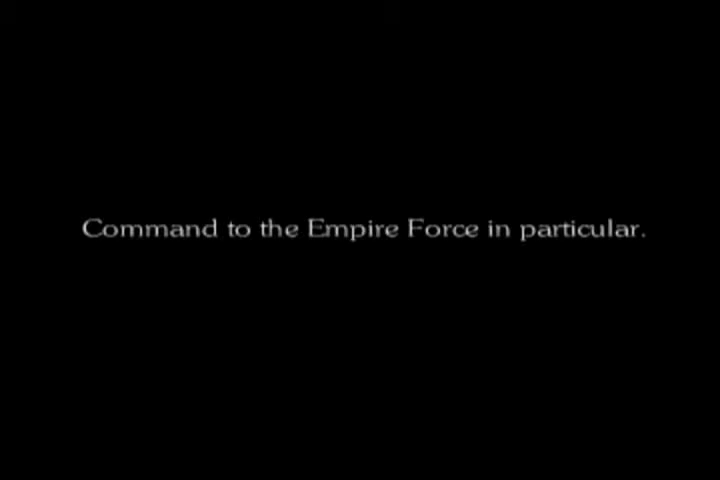 Command to the Empire Force in particular.